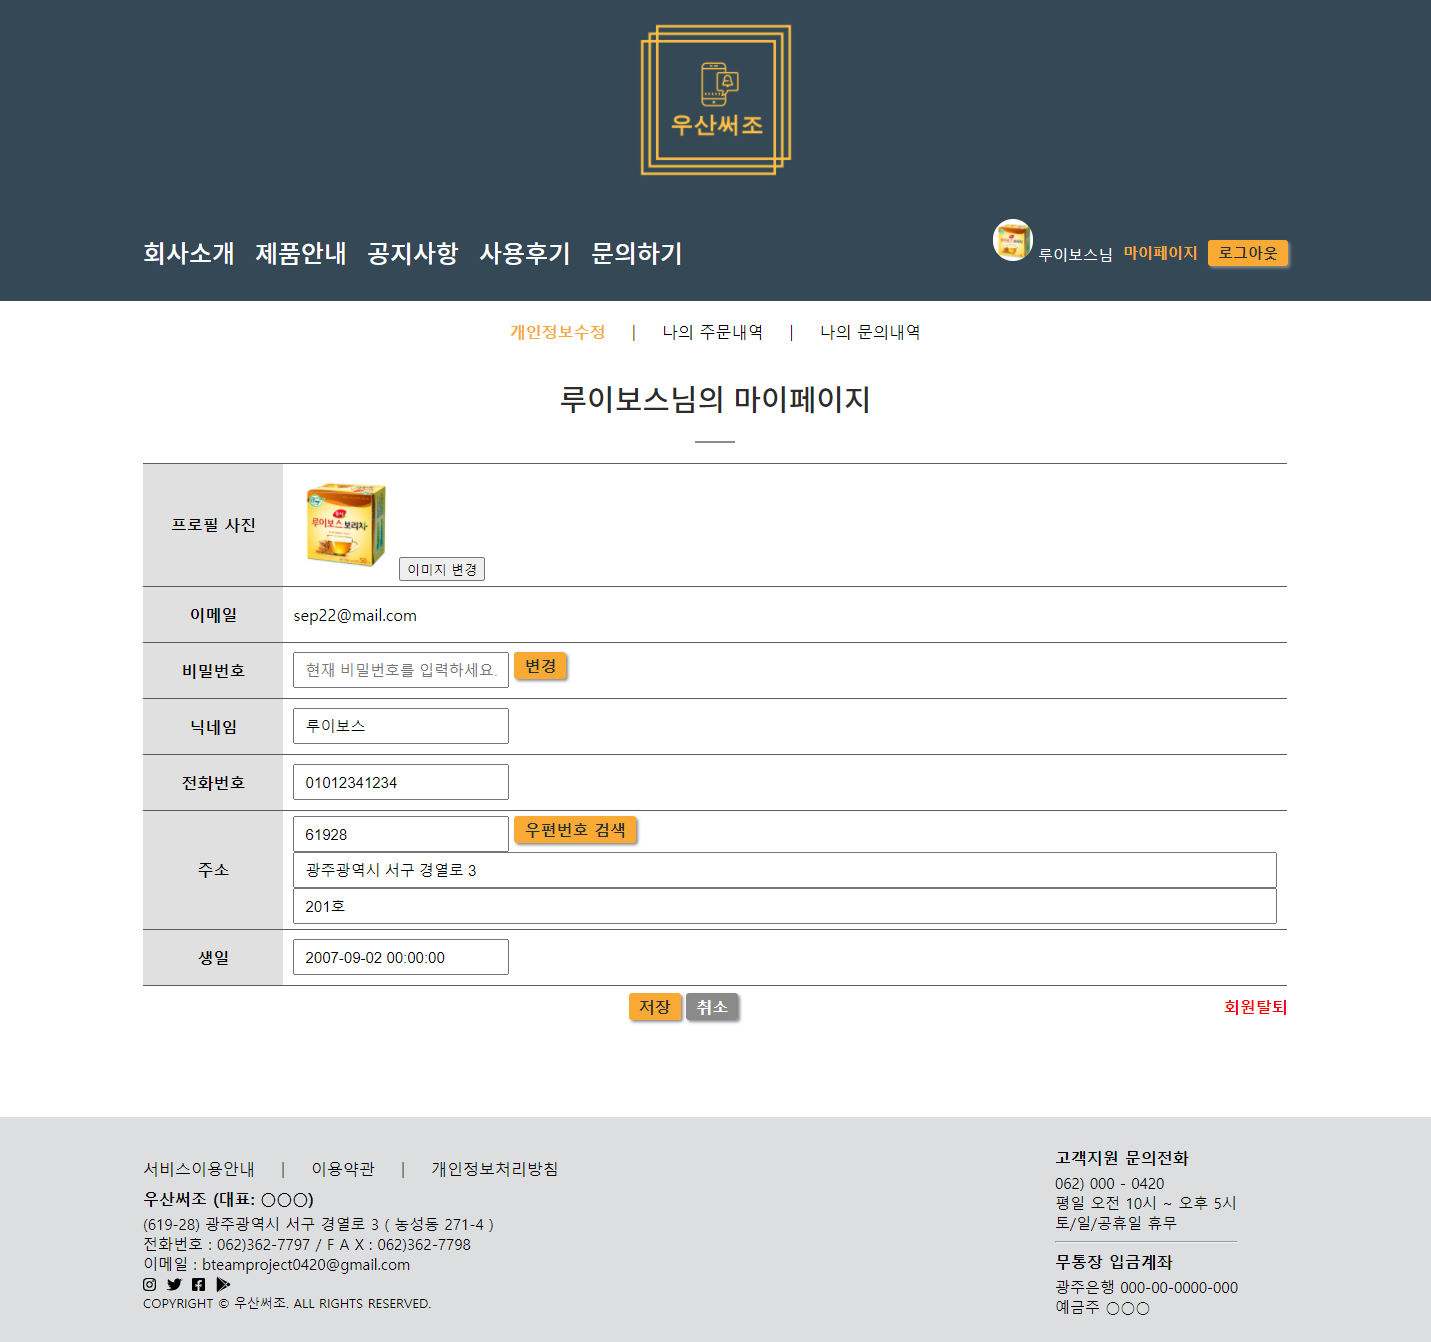 우산써조
회사소개 제품안내 공지사항 사용후기 문의하기 루이보스님 마이페이지 로그아웃
개인정보수정 | 나의 주문내역 | 나의 문의내역
루이보스님의 마이페이지
프로필 사진
루이보스 보리차
이미지 변경
이메일 sep22@mail.com
비밀번호 현재 비밀번호를 입력하세요. 변경
닉네임 루이보스
전화번호 01012341234
주소 61928 우편번호 검색
광주광역시 서구 경열로 3
201호
생일 2007-09-02 00:00:00
저장 취소 회원탈퇴
서비스이용안내 | 이용약관 | 개인정보처리방침
우산써조 (대표: ○○○)
(619-28) 광주광역시 서구 경열로 3 ( 농성동 271-4 )
전화번호 : 062)362-7797 / F A X : 062)362-7798
이메일 : bteamproject0420@gmail.com
COPYRIGHT © 우산써조. ALL RIGHTS RESERVED.
고객지원 문의전화
062) 000 - 0420
평일 오전 10시 ~ 오후 5시
토/일/공휴일 휴무
무통장 입금계좌
광주은행 000-00-0000-000
예금주 ○○○